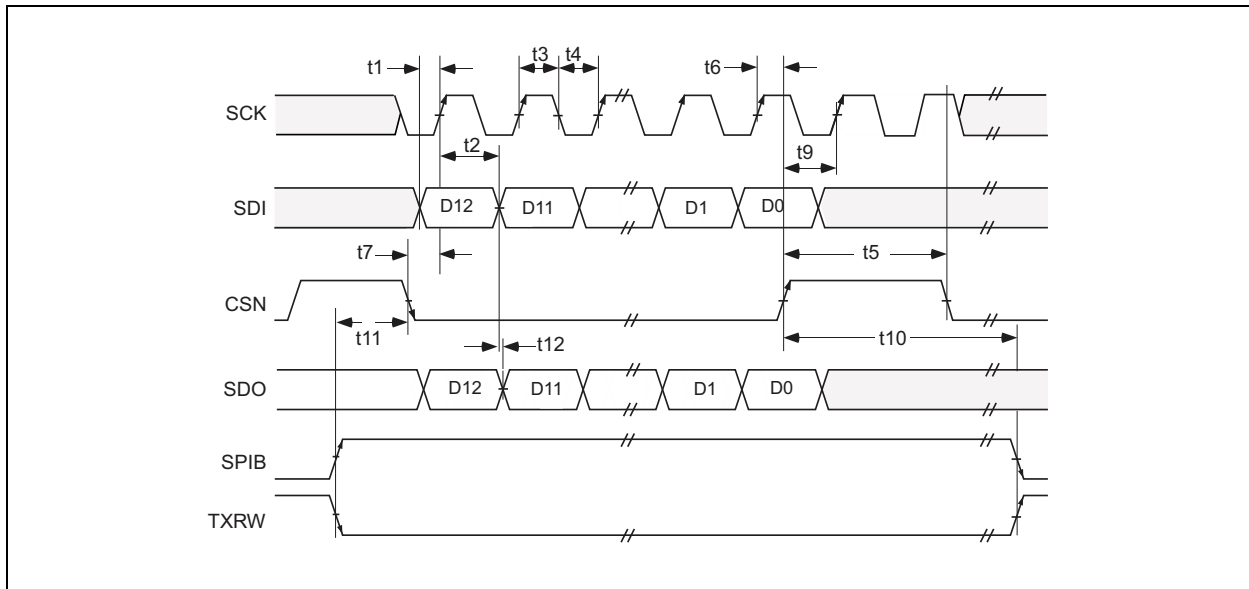 t1
t3
t4
t6
SCK
t2
t9
SDI
D12
D11
D1
D0
t7
t5
CSN
t11
t12
t10
SDO
D12
D11
D1
D0
SPIB
TXRW